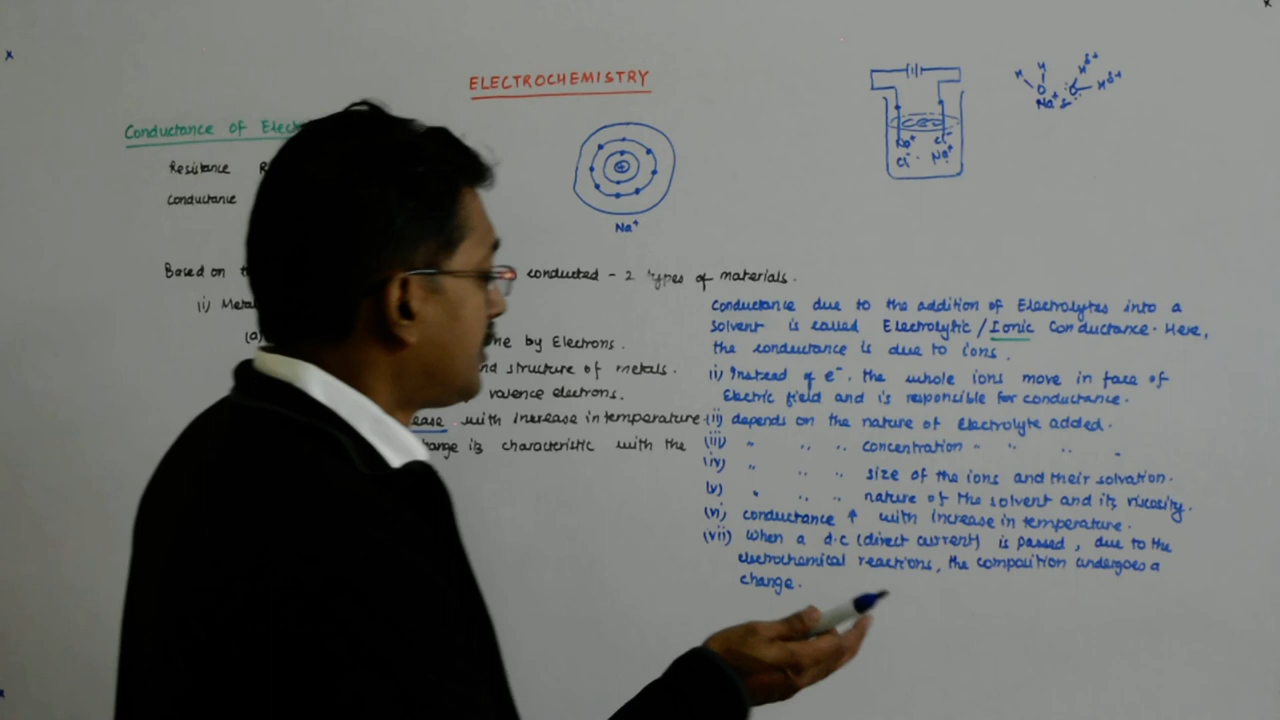 ELECTROCHEMISTRY
Conductance of Elec
Resistance R
Conductance
Na⁺
Na⁺ Cl⁻
Cl⁻ Na⁺
H H H δ+
O O H δ+
Na⁺
Based on conducted - 2 types of materials.
(i) Meta
(a) by Electrons.
structure of metals.
valence electrons.
ease with Increase in temperature.
characteristic with the
Conductance due to the addition of Electrolytes into a
solvent is called Electrolytic / Ionic Conductance. Here,
the conductance is due to ions.
(i) Instead of e⁻, the whole ions move in face of
Electric field and is responsible for conductance.
(ii) depends on the nature of Electrolyte added.
(iii) " " " concentration " " " "
(iv) " " " size of the ions and their solvation.
(v) " " " nature of the solvent and its viscosity.
(vi) conductance ↑ with Increase in temperature.
(vii) When a d.c (direct current) is passed, due to the
electrochemical reactions, the composition undergoes a
change.